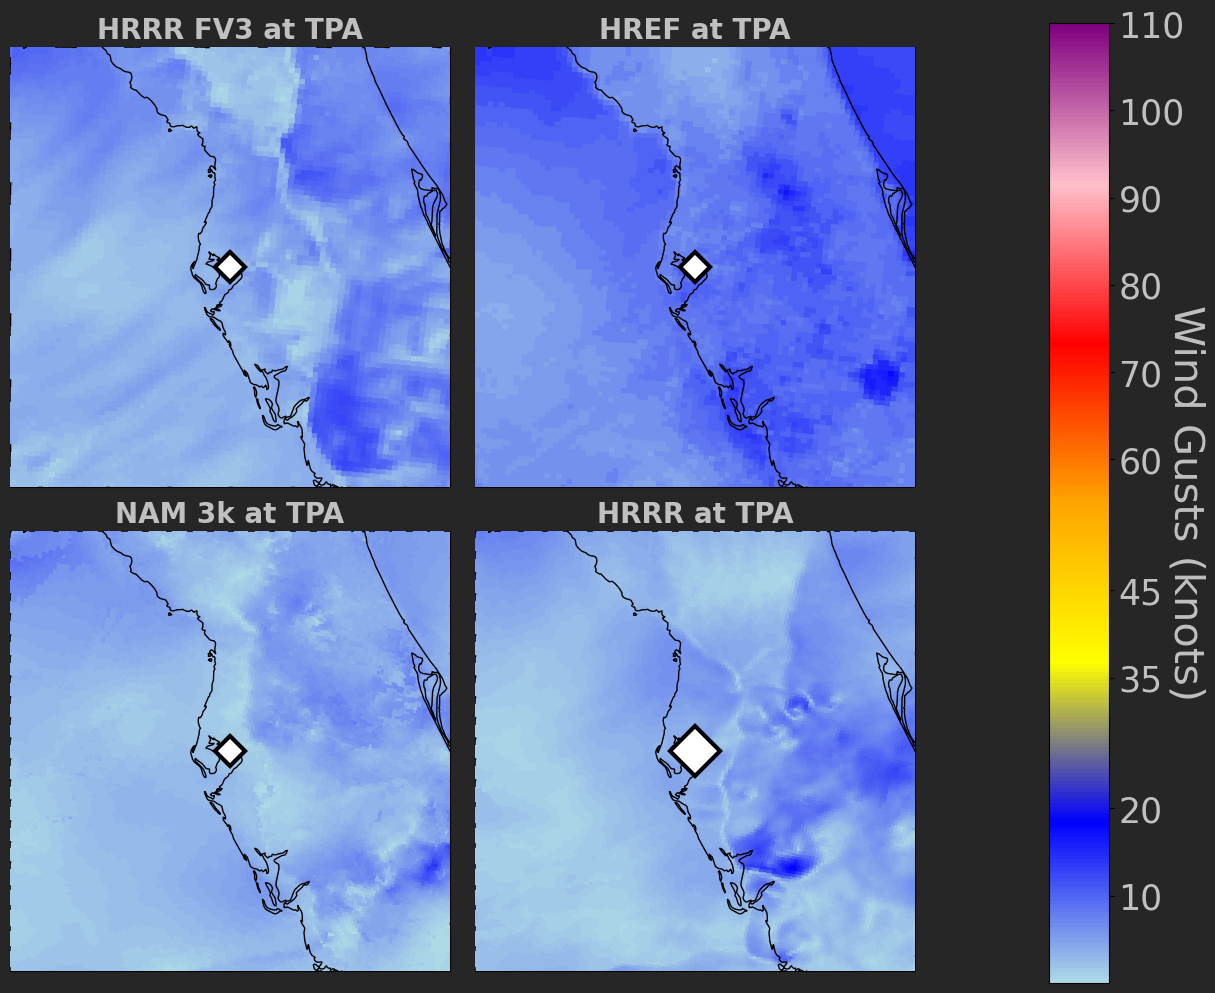 HRRR FV3 at TPA
HREF at TPA
NAM 3k at TPA
HRRR at TPA
110
100
90
80
70
60
45
35
20
10
Wind Gusts (knots)